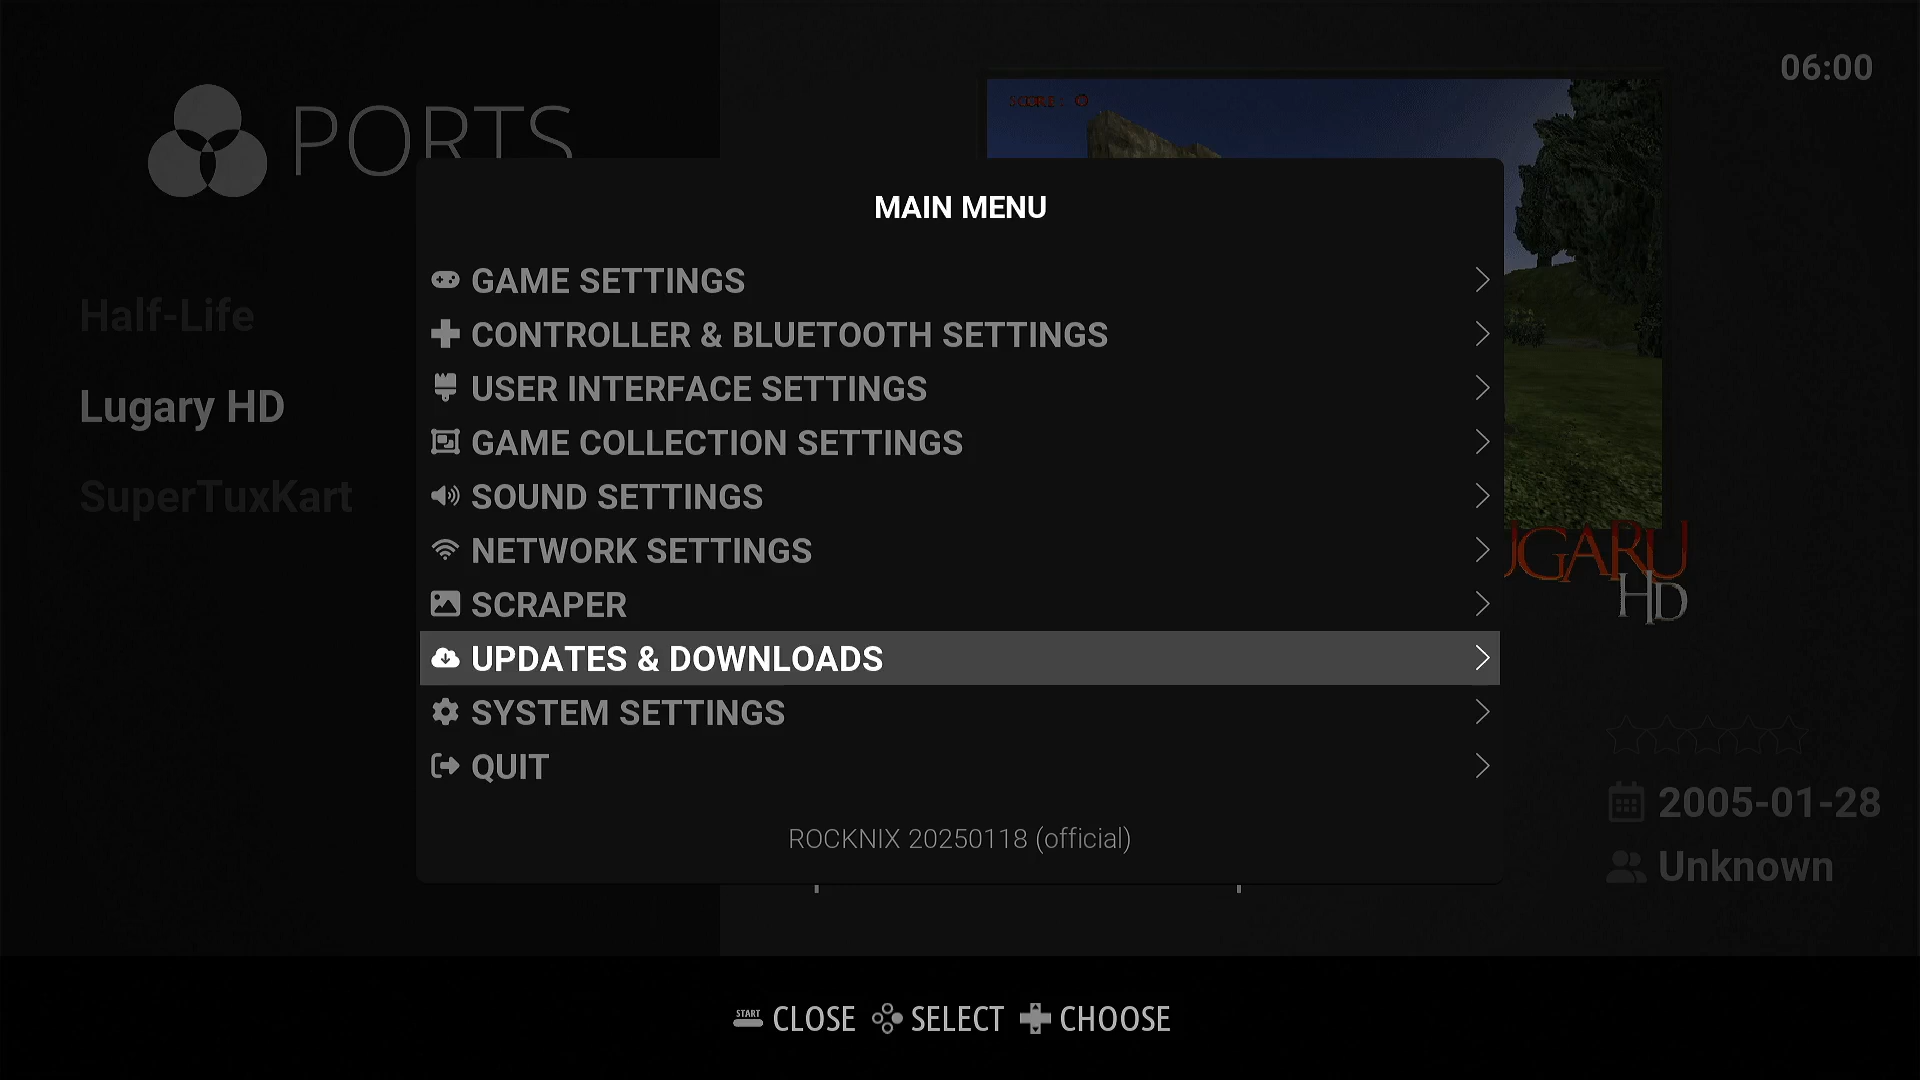 06:00
PORTS
SCORE: 0
MAIN MENU
GAME SETTINGS
CONTROLLER & BLUETOOTH SETTINGS
USER INTERFACE SETTINGS
GAME COLLECTION SETTINGS
SOUND SETTINGS
NETWORK SETTINGS
SCRAPER
UPDATES & DOWNLOADS
SYSTEM SETTINGS
QUIT
ROCKNIX 20250118 (official)
Half-Life
Lugary HD
SuperTuxKart
UGARU
HD
2005-01-28
Unknown
START CLOSE SELECT CHOOSE